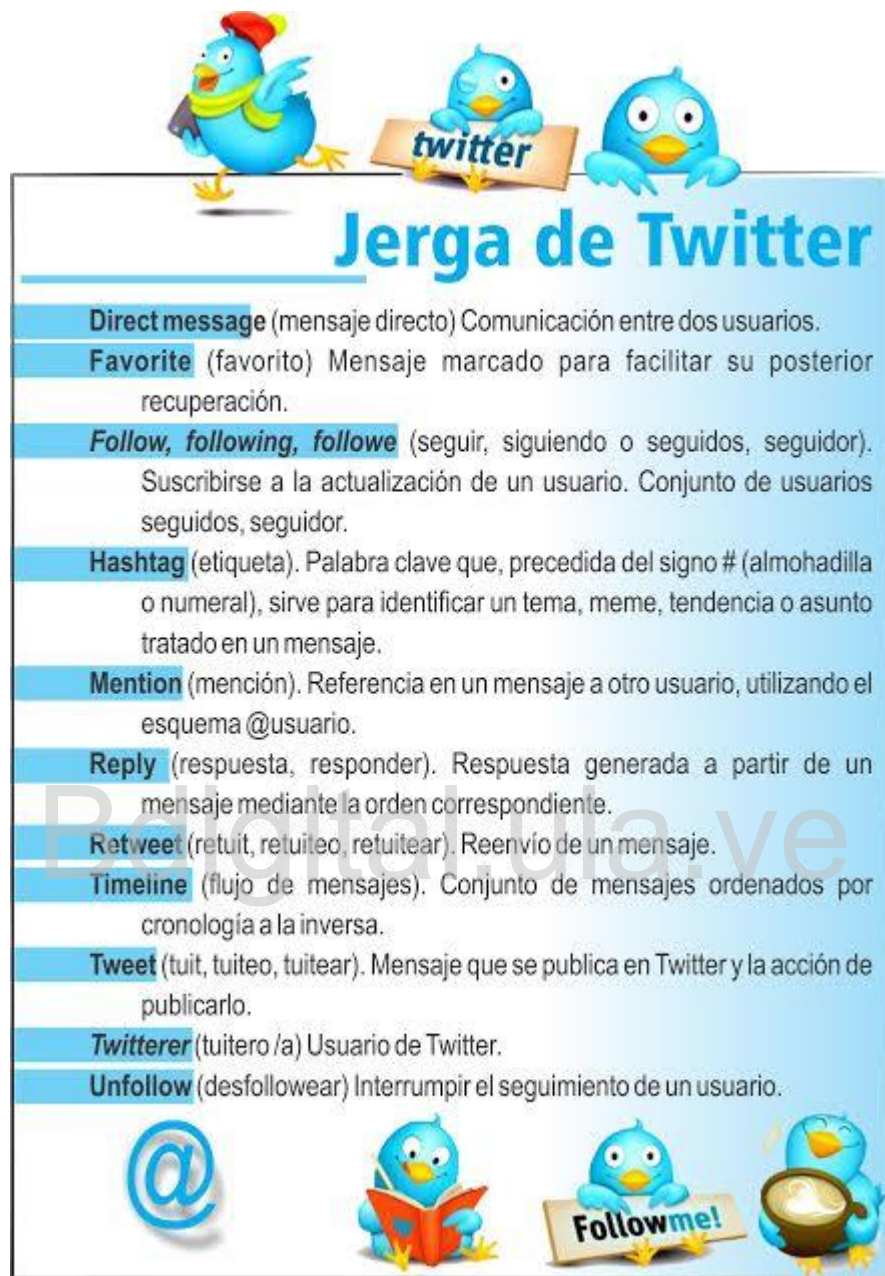 twitter
Jerga de Twitter
Direct message (mensaje directo) Comunicación entre dos usuarios.
Favorite (favorito) Mensaje marcado para facilitar su posterior
recuperación.
Follow, following, followe (seguir, siguiendo o seguidos, seguidor).
Suscribirse a la actualización de un usuario. Conjunto de usuarios
seguidos, seguidor.
Hashtag (etiqueta). Palabra clave que, precedida del signo # (almohadilla
o numeral), sirve para identificar un tema, meme, tendencia o asunto
tratado en un mensaje.
Mention (mención). Referencia en un mensaje a otro usuario, utilizando el
esquema @usuario.
Reply (respuesta, responder). Respuesta generada a partir de un
mensaje mediante la orden correspondiente.
Bdigital.ula.ve
Retweet (retuit, retuiteo, retuitear). Reenvío de un mensaje.
Timeline (flujo de mensajes). Conjunto de mensajes ordenados por
cronología a la inversa.
Tweet (tuit, tuiteo, tuitear). Mensaje que se publica en Twitter y la acción de
publicarlo.
Twitterer (tuitero /a) Usuario de Twitter.
Unfollow (desfollowear) Interrumpir el seguimiento de un usuario.
@
Followme!